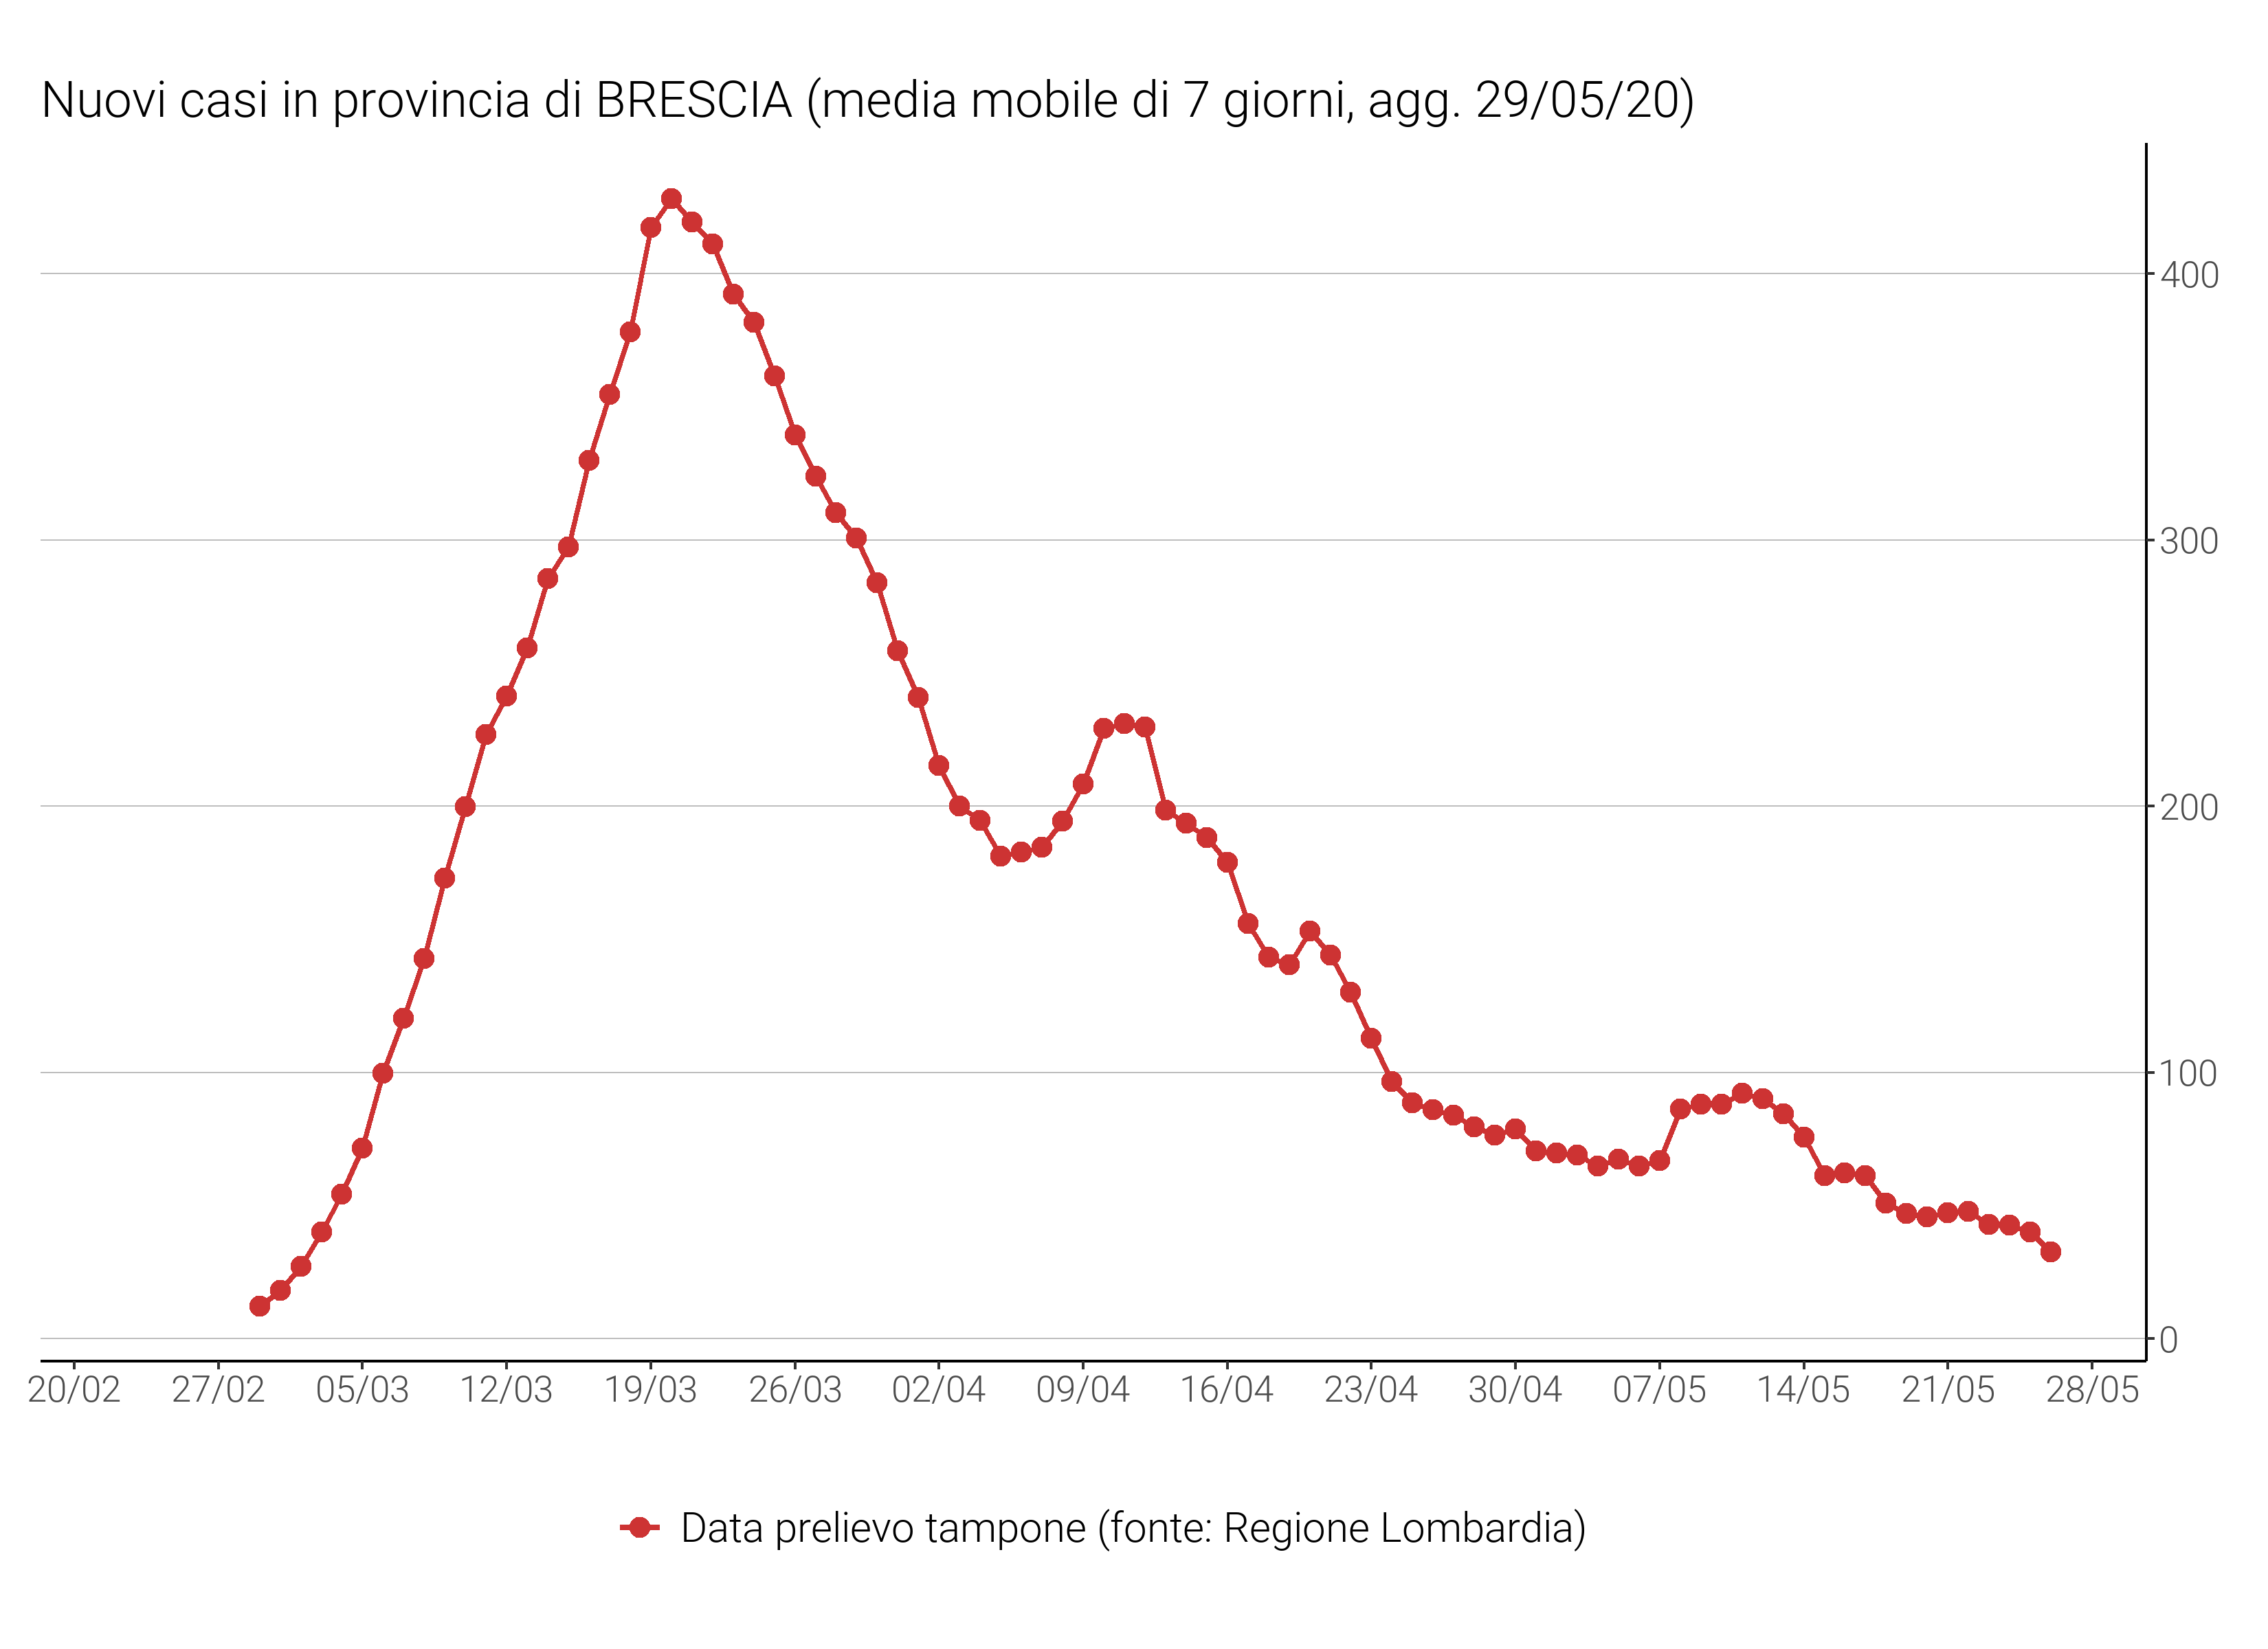 Nuovi casi in provincia di BRESCIA (media mobile di 7 giorni, agg. 29/05/20)
400
300
200
100
0
20/02 27/02 05/03 12/03 19/03 26/03 02/04 09/04 16/04 23/04 30/04 07/05 14/05 21/05 28/05
Data prelievo tampone (fonte: Regione Lombardia)